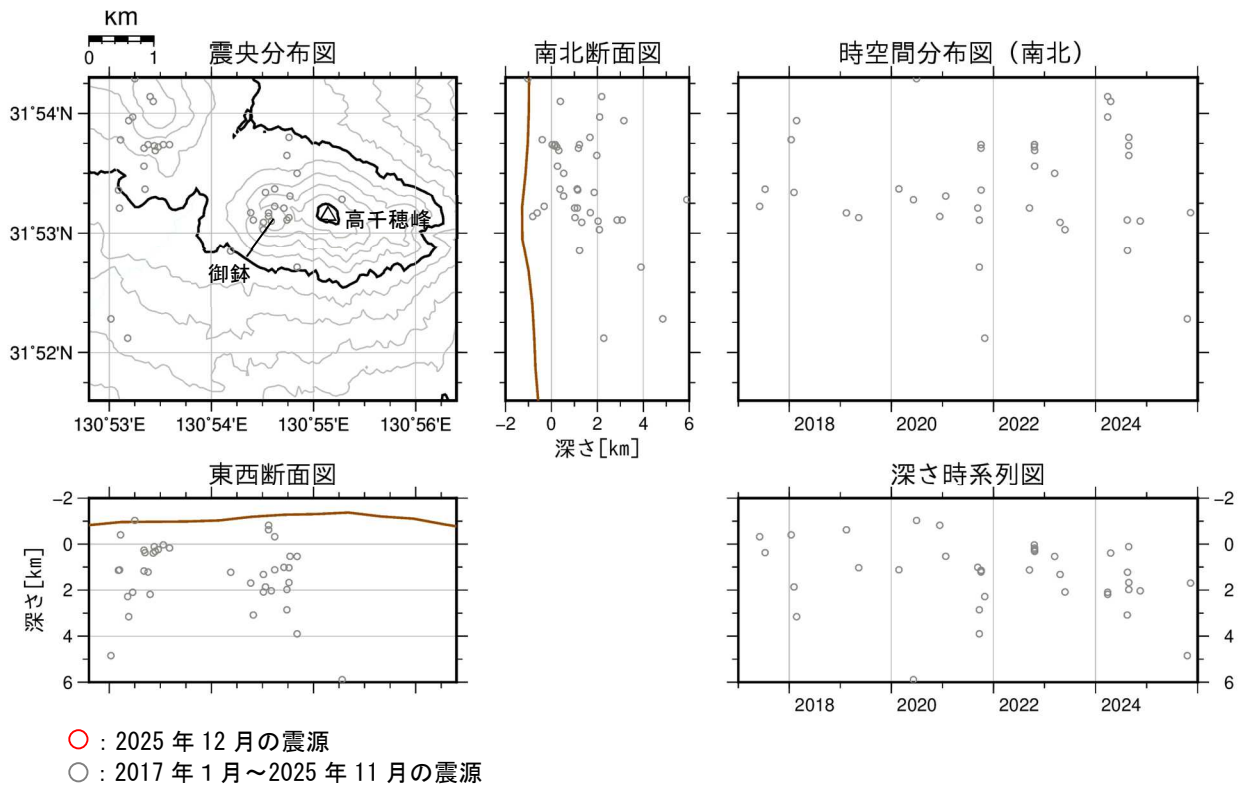 KM
0 1
震央分布図
南北断面図
時空間分布図（南北）
31°54'N
31°53'N
31°52'N
高千穂峰
御鉢
130°53'E 130°54'E 130°55'E 130°56'E
-2 0 2 4 6
深さ[km]
2018 2020 2022 2024
東西断面図
深さ時系列図
-2
0
2
4
6
深さ[km]
-2
0
2
4
6
2018 2020 2022 2024
○：2025 年 12 月の震源
○：2017 年 1 月～2025 年 11 月の震源